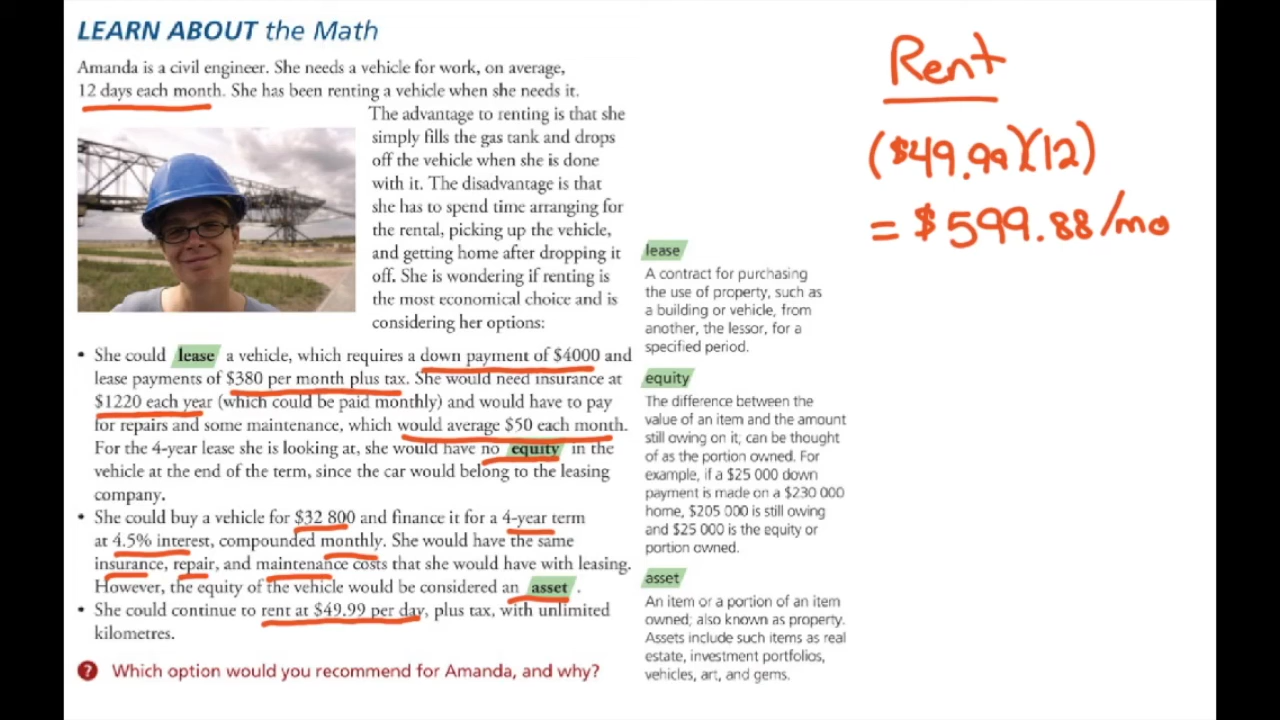 LEARN ABOUT the Math
Amanda is a civil engineer. She needs a vehicle for work, on average,
12 days each month. She has been renting a vehicle when she needs it.
The advantage to renting is that she
simply fills the gas tank and drops
off the vehicle when she is done
with it. The disadvantage is that
she has to spend time arranging for
the rental, picking up the vehicle,
and getting home after dropping it
off. She is wondering if renting is
the most economical choice and is
considering her options:
• She could lease a vehicle, which requires a down payment of $4000 and
lease payments of $380 per month plus tax. She would need insurance at
$1220 each year (which could be paid monthly) and would have to pay
for repairs and some maintenance, which would average $50 each month.
For the 4-year lease she is looking at, she would have no equity in the
vehicle at the end of the term, since the car would belong to the leasing
company.
• She could buy a vehicle for $32 800 and finance it for a 4-year term
at 4.5% interest, compounded monthly. She would have the same
insurance, repair, and maintenance costs that she would have with leasing.
However, the equity of the vehicle would be considered an asset .
• She could continue to rent at $49.99 per day, plus tax, with unlimited
kilometres.
? Which option would you recommend for Amanda, and why?
lease
A contract for purchasing
the use of property, such as
a building or vehicle, from
another, the lessor, for a
specified period.
equity
The difference between the
value of an item and the amount
still owing on it; can be thought
of as the portion owned. For
example, if a $25 000 down
payment is made on a $230 000
home, $205 000 is still owing
and $25 000 is the equity or
portion owned.
asset
An item or a portion of an item
owned; also known as property.
Assets include such items as real
estate, investment portfolios,
vehicles, art, and gems.
Rent
($49.99)(12)
= $599.88/mo